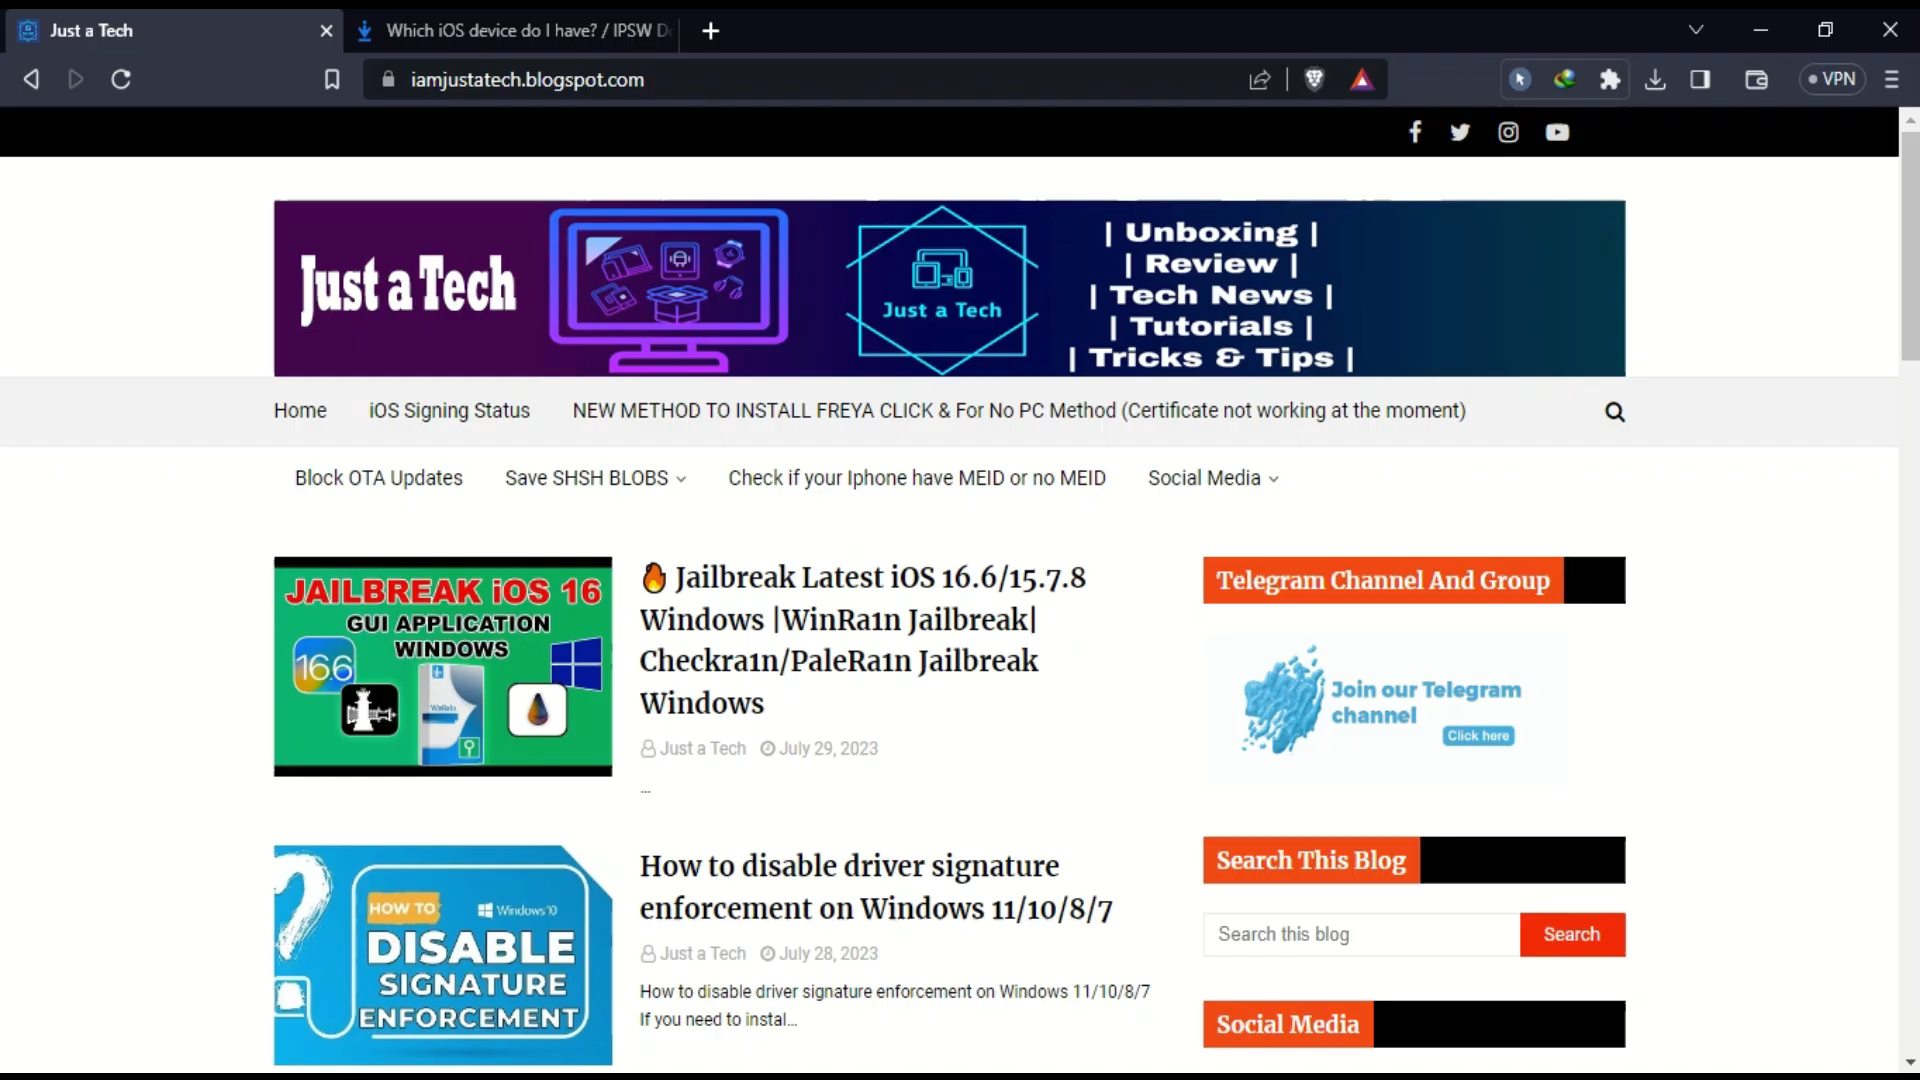 Just a Tech
Which iOS device do I have? / IPSW D
iamjustatech.blogspot.com
VPN
Just a Tech
Just a Tech
| Unboxing |
| Review |
| Tech News |
| Tutorials |
| Tricks & Tips |
Home
iOS Signing Status
NEW METHOD TO INSTALL FREYA CLICK & For No PC Method (Certificate not working at the moment)
Block OTA Updates
Save SHSH BLOBS
Check if your Iphone have MEID or no MEID
Social Media
JAILBREAK iOS 16
GUI APPLICATION
WINDOWS
16.6
WinRa1n
🔥 Jailbreak Latest iOS 16.6/15.7.8
Windows |WinRa1n Jailbreak|
Checkra1n/PaleRa1n Jailbreak
Windows
Just a Tech July 29, 2023
...
Telegram Channel And Group
Join our Telegram
channel
Click here
HOW TO
Windows 10
DISABLE
SIGNATURE
ENFORCEMENT
How to disable driver signature
enforcement on Windows 11/10/8/7
Just a Tech July 28, 2023
How to disable driver signature enforcement on Windows 11/10/8/7
If you need to instal...
Search This Blog
Search this blog
Search
Social Media